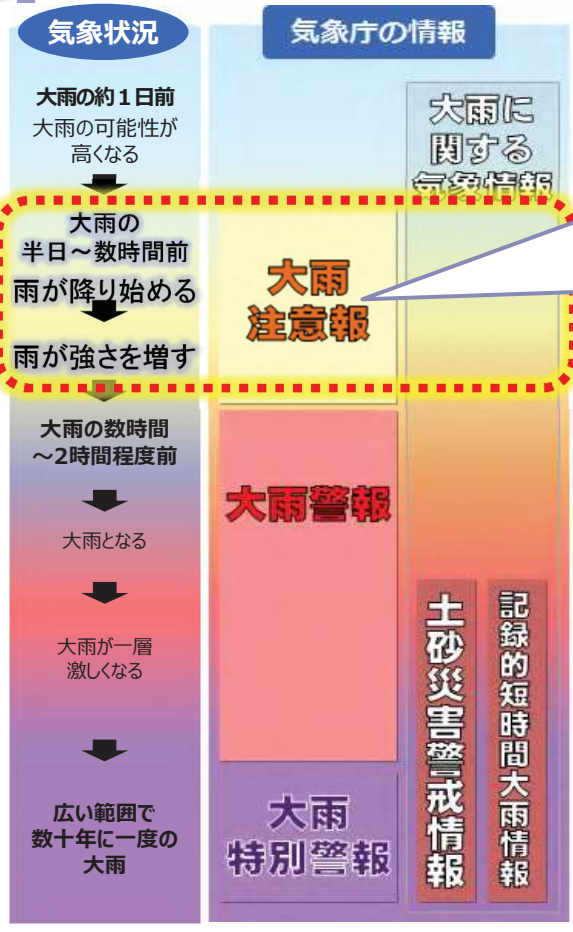 気象状況
気象庁の情報
大雨の約1日前
大雨の可能性が
高くなる
大雨の
半日～数時間前
雨が降り始める
雨が強さを増す
大雨の数時間
～2時間程度前
大雨となる
大雨が一層
激しくなる
広い範囲で
数十年に一度の
大雨
大雨
注意報
大雨警報
大雨
特別警報
大雨に
関する
気象情報
土砂災害警戒情報
記録的短時間大雨情報